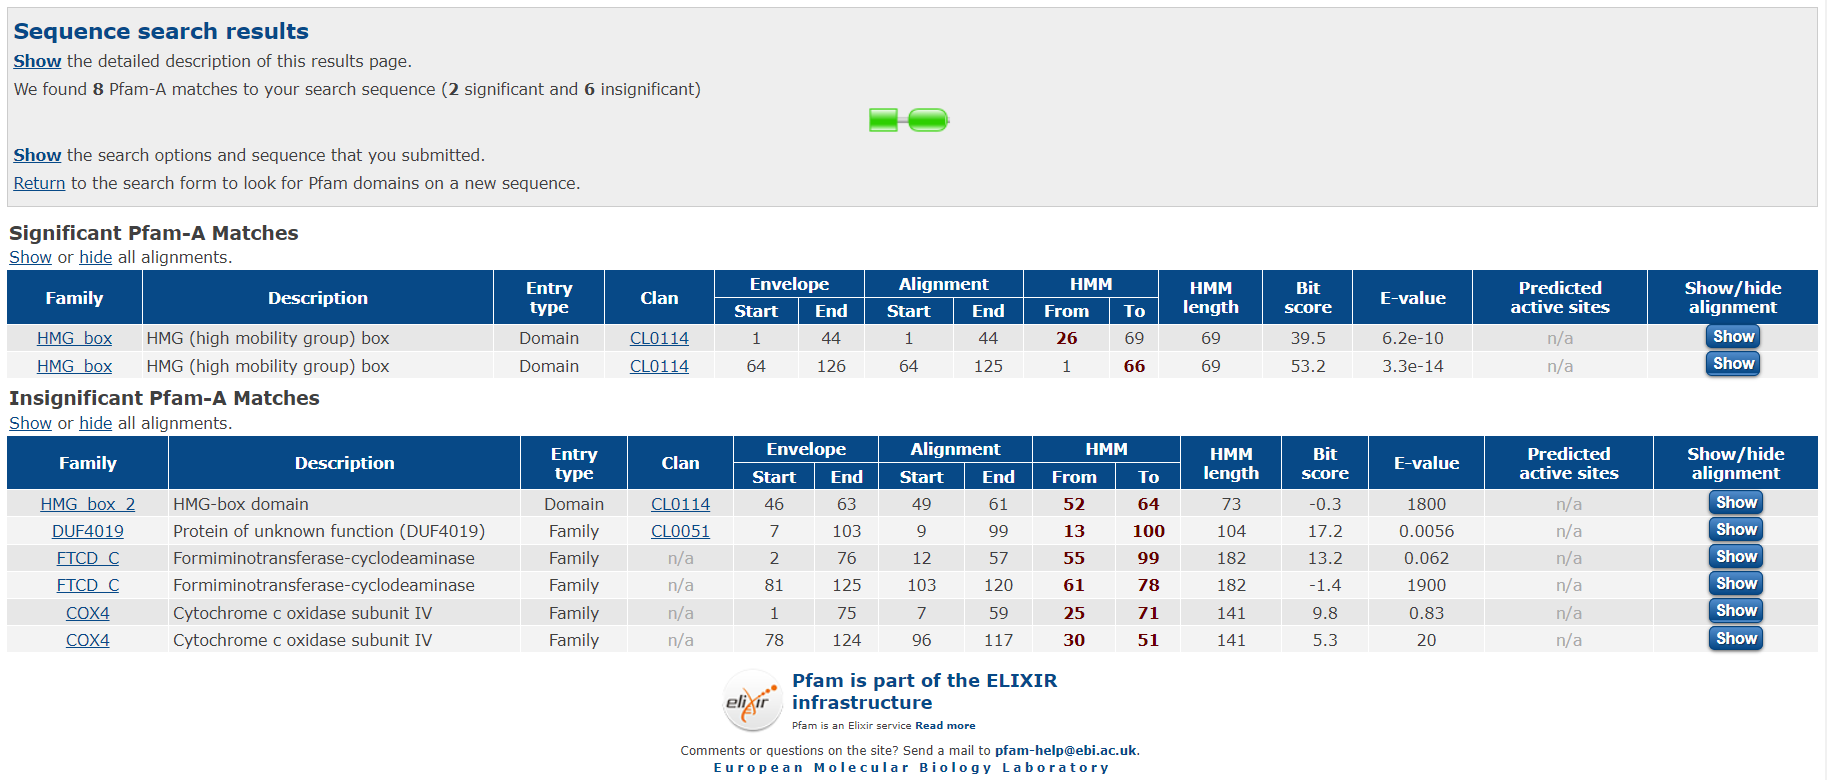 Sequence search results
Show the detailed description of this results page.
We found 8 Pfam-A matches to your search sequence (2 significant and 6 insignificant)
Show the search options and sequence that you submitted.
Return to the search form to look for Pfam domains on a new sequence.
Significant Pfam-A Matches
Show or hide all alignments.
Family Description Entry type Clan Envelope Alignment HMM HMM length Bit score E-value Predicted active sites Show/hide alignment
Start End Start End From To
HMG_box HMG (high mobility group) box Domain CL0114 1 44 1 44 26 69 69 39.5 6.2e-10 n/a Show
HMG_box HMG (high mobility group) box Domain CL0114 64 126 64 125 1 66 69 53.2 3.3e-14 n/a Show
Insignificant Pfam-A Matches
Show or hide all alignments.
Family Description Entry type Clan Envelope Alignment HMM HMM length Bit score E-value Predicted active sites Show/hide alignment
Start End Start End From To
HMG_box_2 HMG-box domain Domain CL0114 46 63 49 61 52 64 73 -0.3 1800 n/a Show
DUF4019 Protein of unknown function (DUF4019) Family CL0051 7 103 9 99 13 100 104 17.2 0.0056 n/a Show
FTCD_C Formiminotransferase-cyclodeaminase Family n/a 2 76 12 57 55 99 182 13.2 0.062 n/a Show
FTCD_C Formiminotransferase-cyclodeaminase Family n/a 81 125 103 120 61 78 182 -1.4 1900 n/a Show
COX4 Cytochrome c oxidase subunit IV Family n/a 1 75 7 59 25 71 141 9.8 0.83 n/a Show
COX4 Cytochrome c oxidase subunit IV Family n/a 78 124 96 117 30 51 141 5.3 20 n/a Show
elixir
Pfam is part of the ELIXIR
infrastructure
Pfam is an Elixir service Read more
Comments or questions on the site? Send a mail to pfam-help@ebi.ac.uk.
European Molecular Biology Laboratory